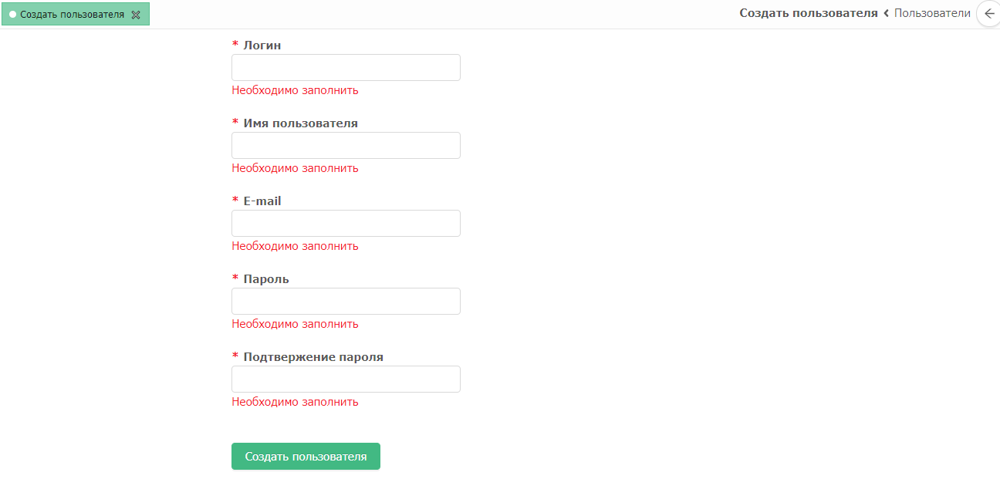 Создать пользователя
Создать пользователя Пользователи
* Логин
Необходимо заполнить
* Имя пользователя
Необходимо заполнить
* E-mail
Необходимо заполнить
* Пароль
Необходимо заполнить
* Подтвержение пароля
Необходимо заполнить
Создать пользователя